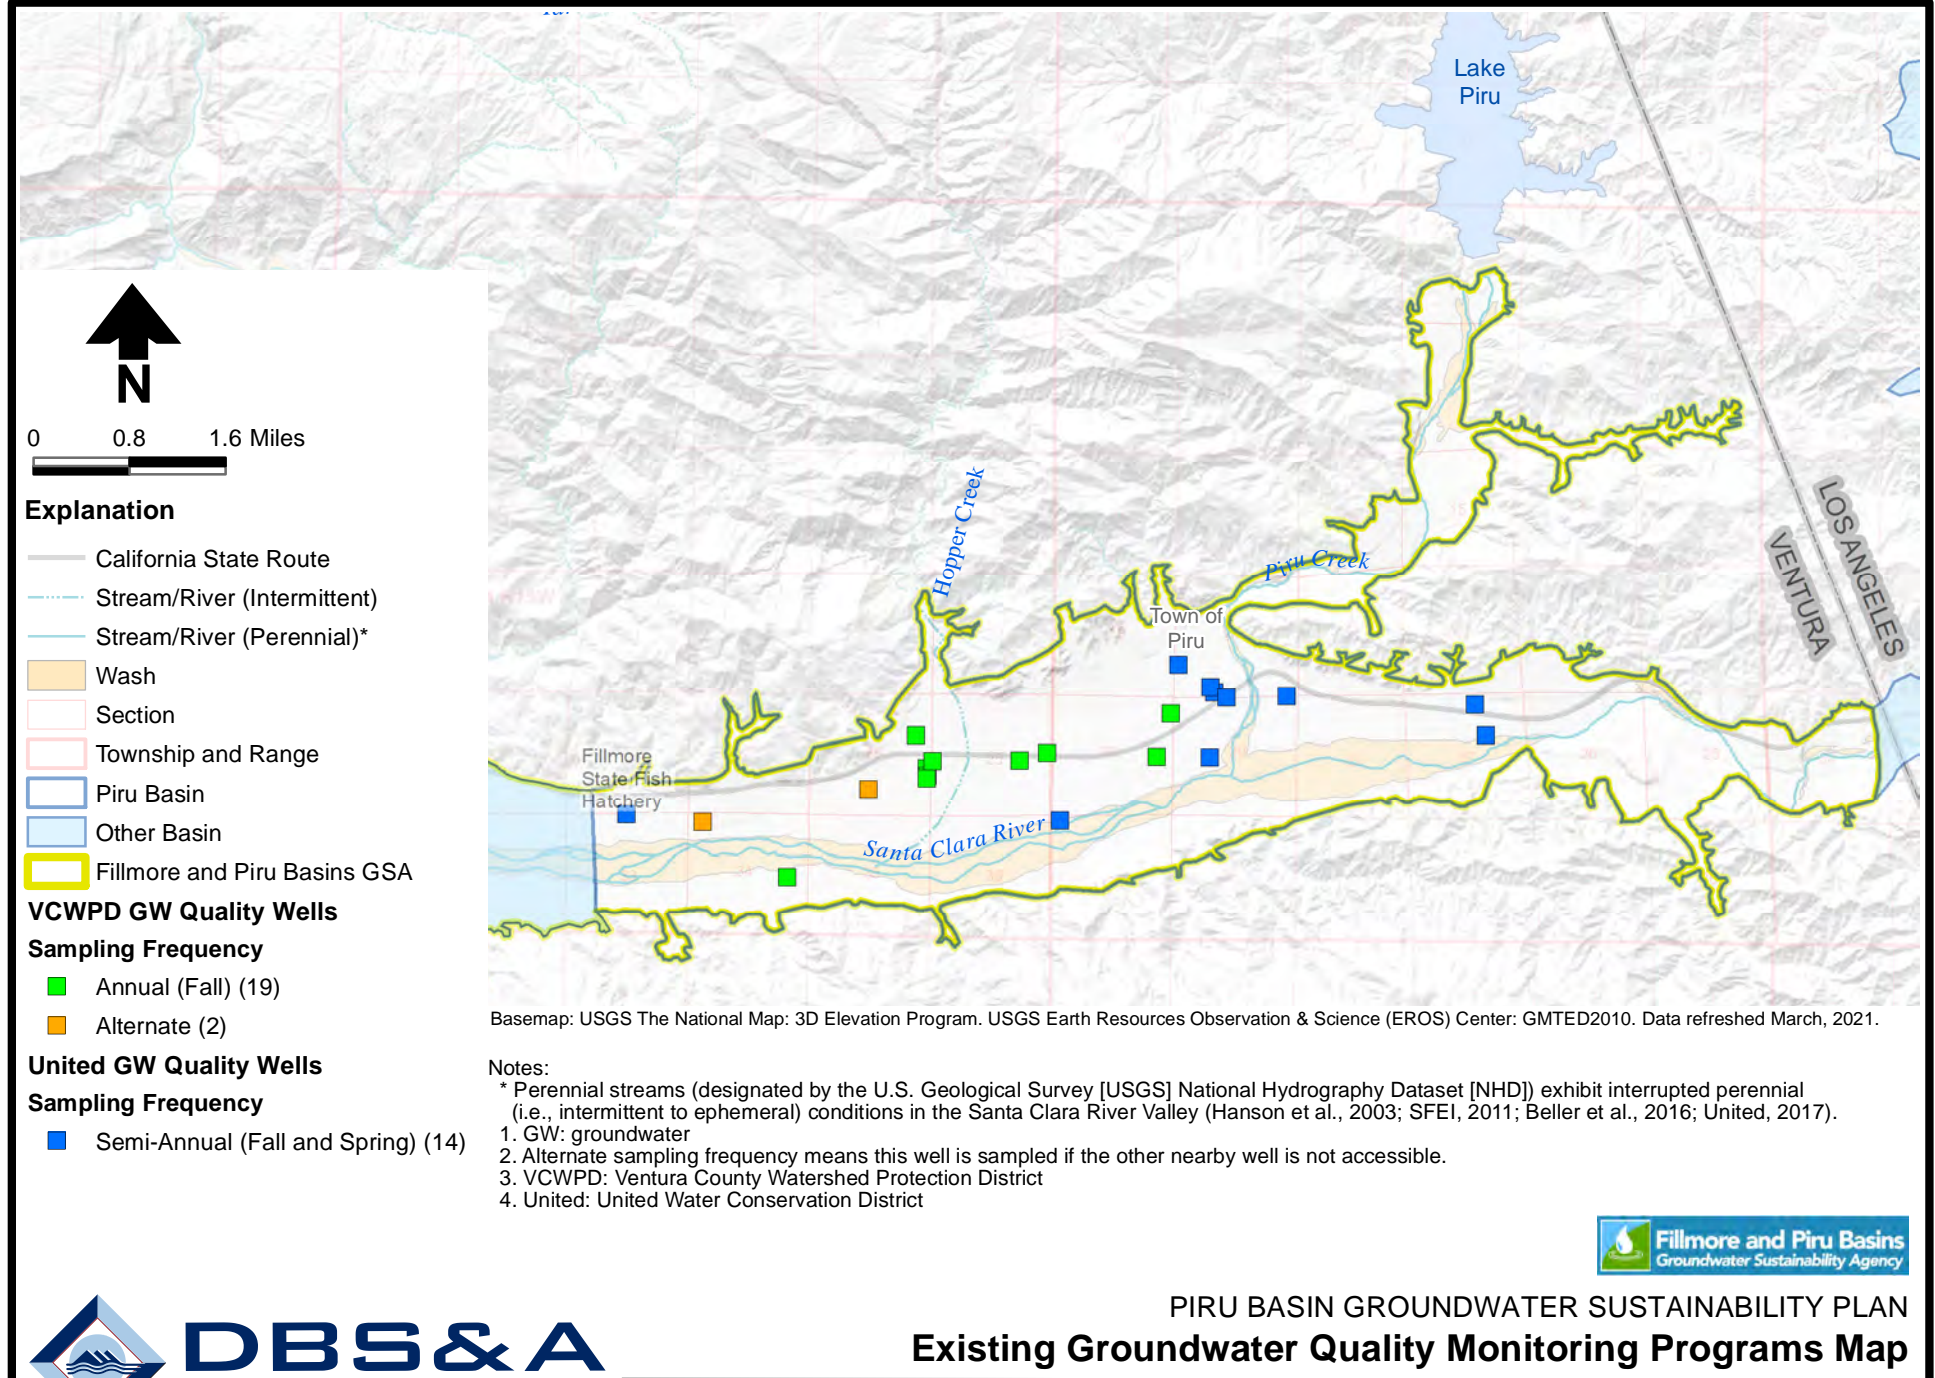 Lake
Piru
N
0 0.8 1.6 Miles
Explanation
California State Route
Stream/River (Intermittent)
Stream/River (Perennial)*
Wash
Section
Township and Range
Piru Basin
Other Basin
Fillmore and Piru Basins GSA
VCWPD GW Quality Wells
Sampling Frequency
Annual (Fall) (19)
Alternate (2)
United GW Quality Wells
Sampling Frequency
Semi-Annual (Fall and Spring) (14)
Hopper Creek
Piru Creek
Town of
Piru
LOS ANGELES
VENTURA
Fillmore
State Fish
Hatchery
Santa Clara River
Basemap: USGS The National Map: 3D Elevation Program. USGS Earth Resources Observation & Science (EROS) Center: GMTED2010. Data refreshed March, 2021.
Notes:
* Perennial streams (designated by the U.S. Geological Survey [USGS] National Hydrography Dataset [NHD]) exhibit interrupted perennial
(i.e., intermittent to ephemeral) conditions in the Santa Clara River Valley (Hanson et al., 2003; SFEI, 2011; Beller et al., 2016; United, 2017).
1. GW: groundwater
2. Alternate sampling frequency means this well is sampled if the other nearby well is not accessible.
3. VCWPD: Ventura County Watershed Protection District
4. United: United Water Conservation District
Fillmore and Piru Basins
Groundwater Sustainability Agency
PIRU BASIN GROUNDWATER SUSTAINABILITY PLAN
Existing Groundwater Quality Monitoring Programs Map
DBS&A